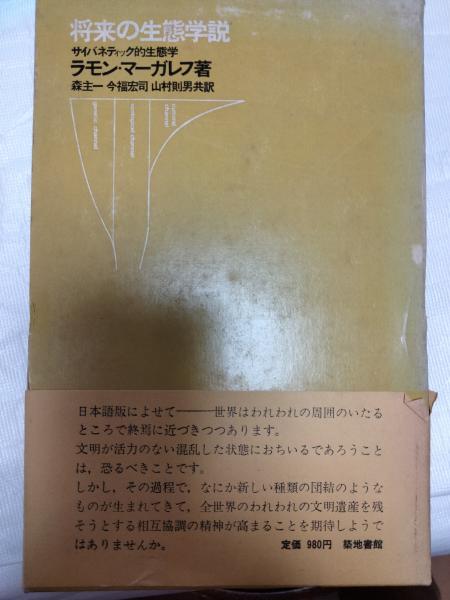 将来の生態学説
サイバネティック的生態学
ラモン・マーガレフ著
森主一 今福宏司 山村則男共訳
genetic channel
ecological channel
cultural channel
日本語版によせて―――世界はわれわれの周囲のいたる
ところで終焉に近づきつつあります。
文明が活力のない混乱した状態におちいるであろうこと
は，恐るべきことです。
しかし，その過程で，なにか新しい種類の団結のような
ものが生まれてきて，全世界のわれわれの文明遺産を残
そうとする相互協調の精神が高まることを期待しようで
はありませんか。
定価 980円 築地書館